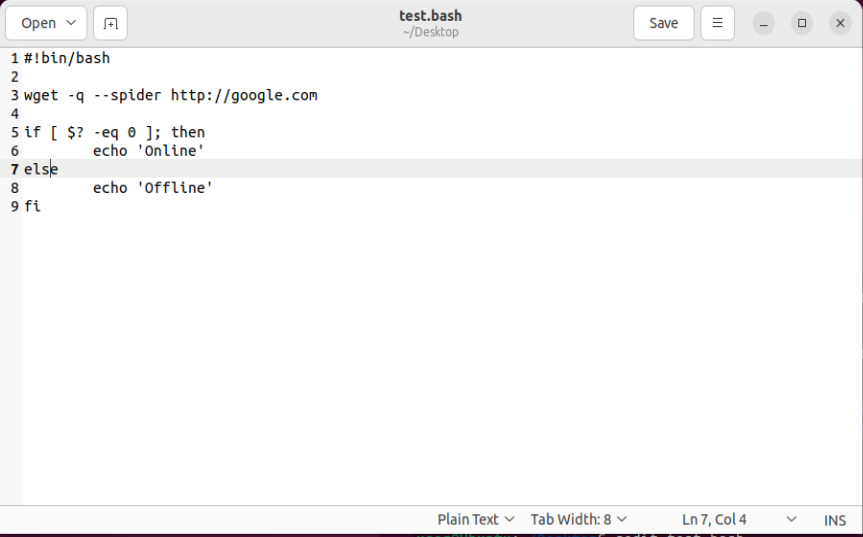 Open
test.bash
~/Desktop
Save
1 #!bin/bash
2
3 wget -q --spider http://google.com
4
5 if [ $? -eq 0 ]; then
6         echo 'Online'
7 else
8         echo 'Offline'
9 fi
Plain Text  Tab Width: 8  Ln 7, Col 4  INS